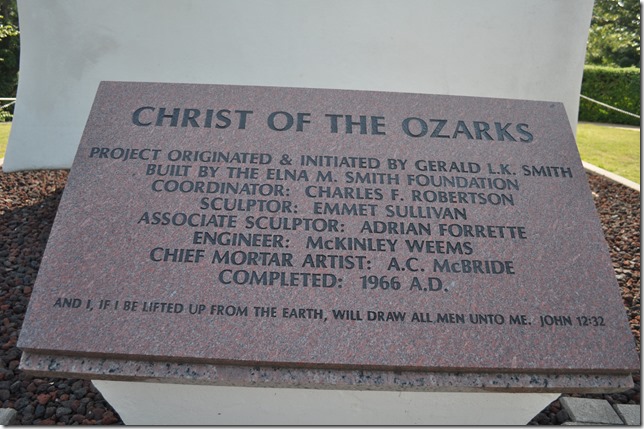 CHRIST OF THE OZARKS
PROJECT ORIGINATED & INITIATED BY GERALD L.K. SMITH
BUILT BY THE ELNA M. SMITH FOUNDATION
COORDINATOR: CHARLES F. ROBERTSON
SCULPTOR: EMMET SULLIVAN
ASSOCIATE SCULPTOR: ADRIAN FORRETTE
ENGINEER: McKINLEY WEEMS
CHIEF MORTAR ARTIST: A.C. McBRIDE
COMPLETED: 1966 A.D.
AND I, IF I BE LIFTED UP FROM THE EARTH, WILL DRAW ALL MEN UNTO ME. JOHN 12:32